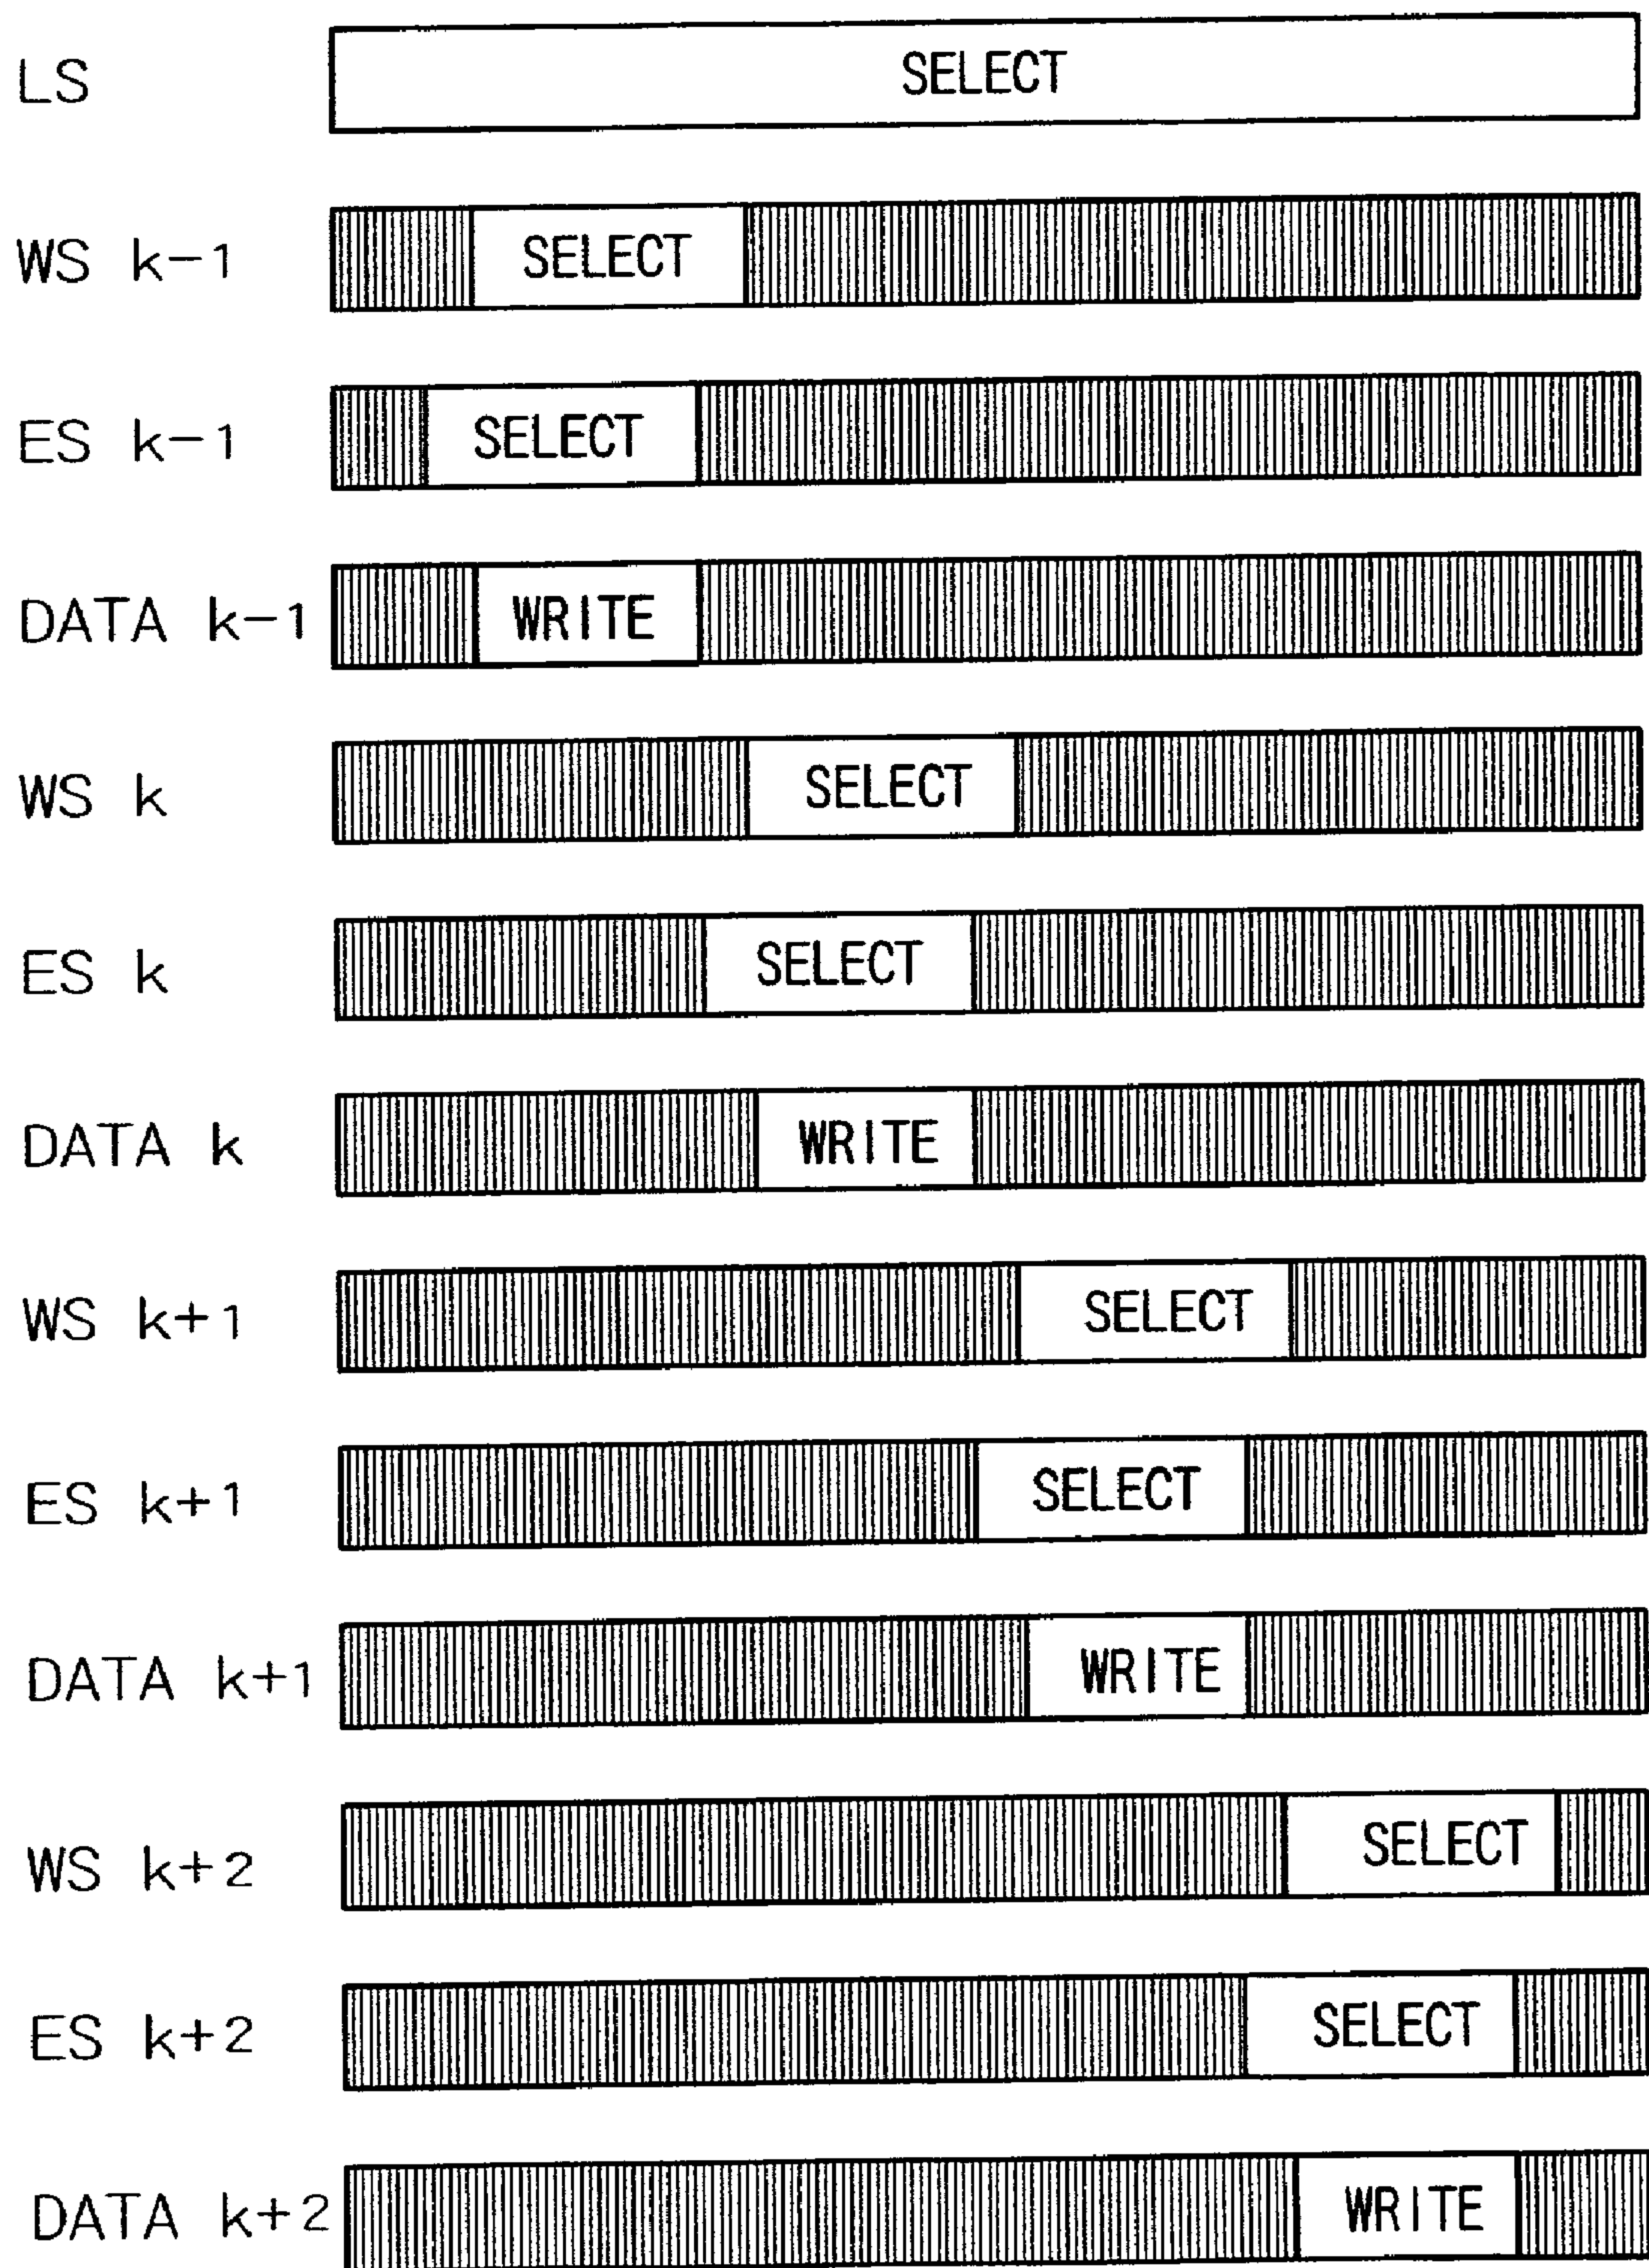 LS SELECT
WS k-1 SELECT
ES k-1 SELECT
DATA k-1 WRITE
WS k SELECT
ES k SELECT
DATA k WRITE
WS k+1 SELECT
ES k+1 SELECT
DATA k+1 WRITE
WS k+2 SELECT
ES k+2 SELECT
DATA k+2 WRITE